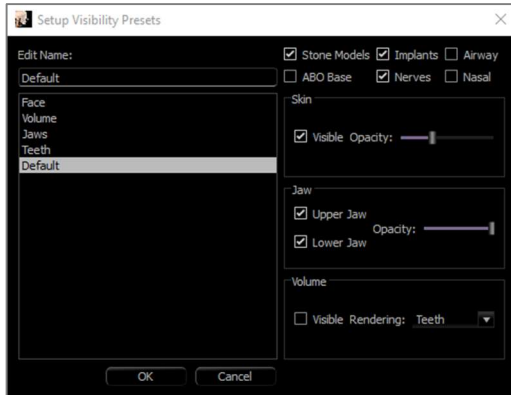 Setup Visibility Presets
Edit Name:
Default
Face
Volume
Jaws
Teeth
Default
Stone Models Implants Airway
ABO Base Nerves Nasal
Skin
Visible Opacity:
Jaw
Upper Jaw
Opacity:
Lower Jaw
Volume
Visible Rendering: Teeth
OK Cancel